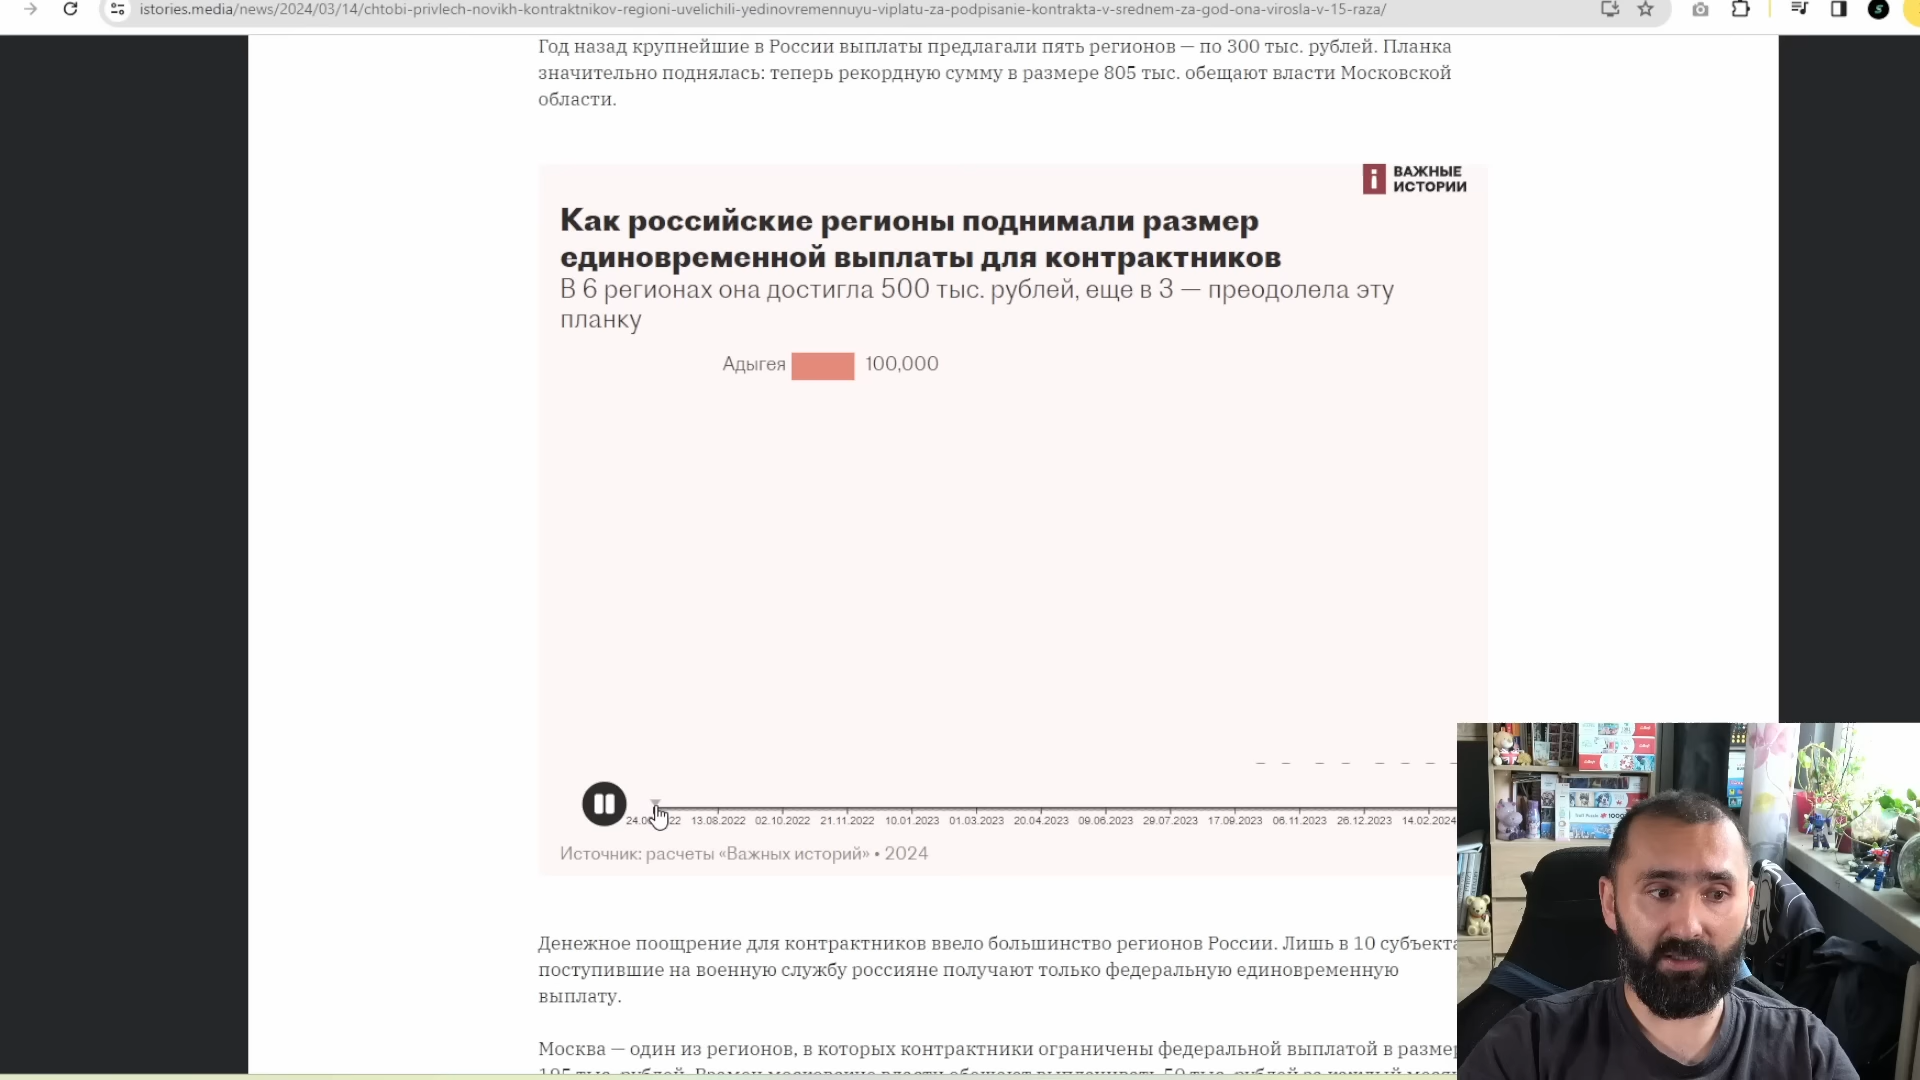 istories.media/news/2024/03/14/chtobi-privlech-novikh-kontraktnikov-regioni-uvelichili-yedinovremennuyu-viplatu-za-podpisanie-kontrakta-v-srednem-za-god-ona-virosla-v-15-raza/
Год назад крупнейшие в России выплаты предлагали пять регионов — по 300 тыс. рублей. Планка
значительно поднялась: теперь рекордную сумму в размере 805 тыс. обещают власти Московской
области.
ВАЖНЫЕ
ИСТОРИИ
Как российские регионы поднимали размер
единовременной выплаты для контрактников
В 6 регионах она достигла 500 тыс. рублей, еще в 3 — преодолела эту
планку
Адыгея 100,000
13.08.2022 02.10.2022 21.11.2022 10.01.2023 01.03.2023 20.04.2023 09.06.2023 29.07.2023 17.09.2023 06.11.2023 26.12.2023 14.02.2024
Источник: расчеты «Важных историй» • 2024
Денежное поощрение для контрактников ввело большинство регионов России. Лишь в 10 субъекта
поступившие на военную службу россияне получают только федеральную единовременную
выплату.
Москва — один из регионов, в которых контрактники ограничены федеральной выплатой в размер